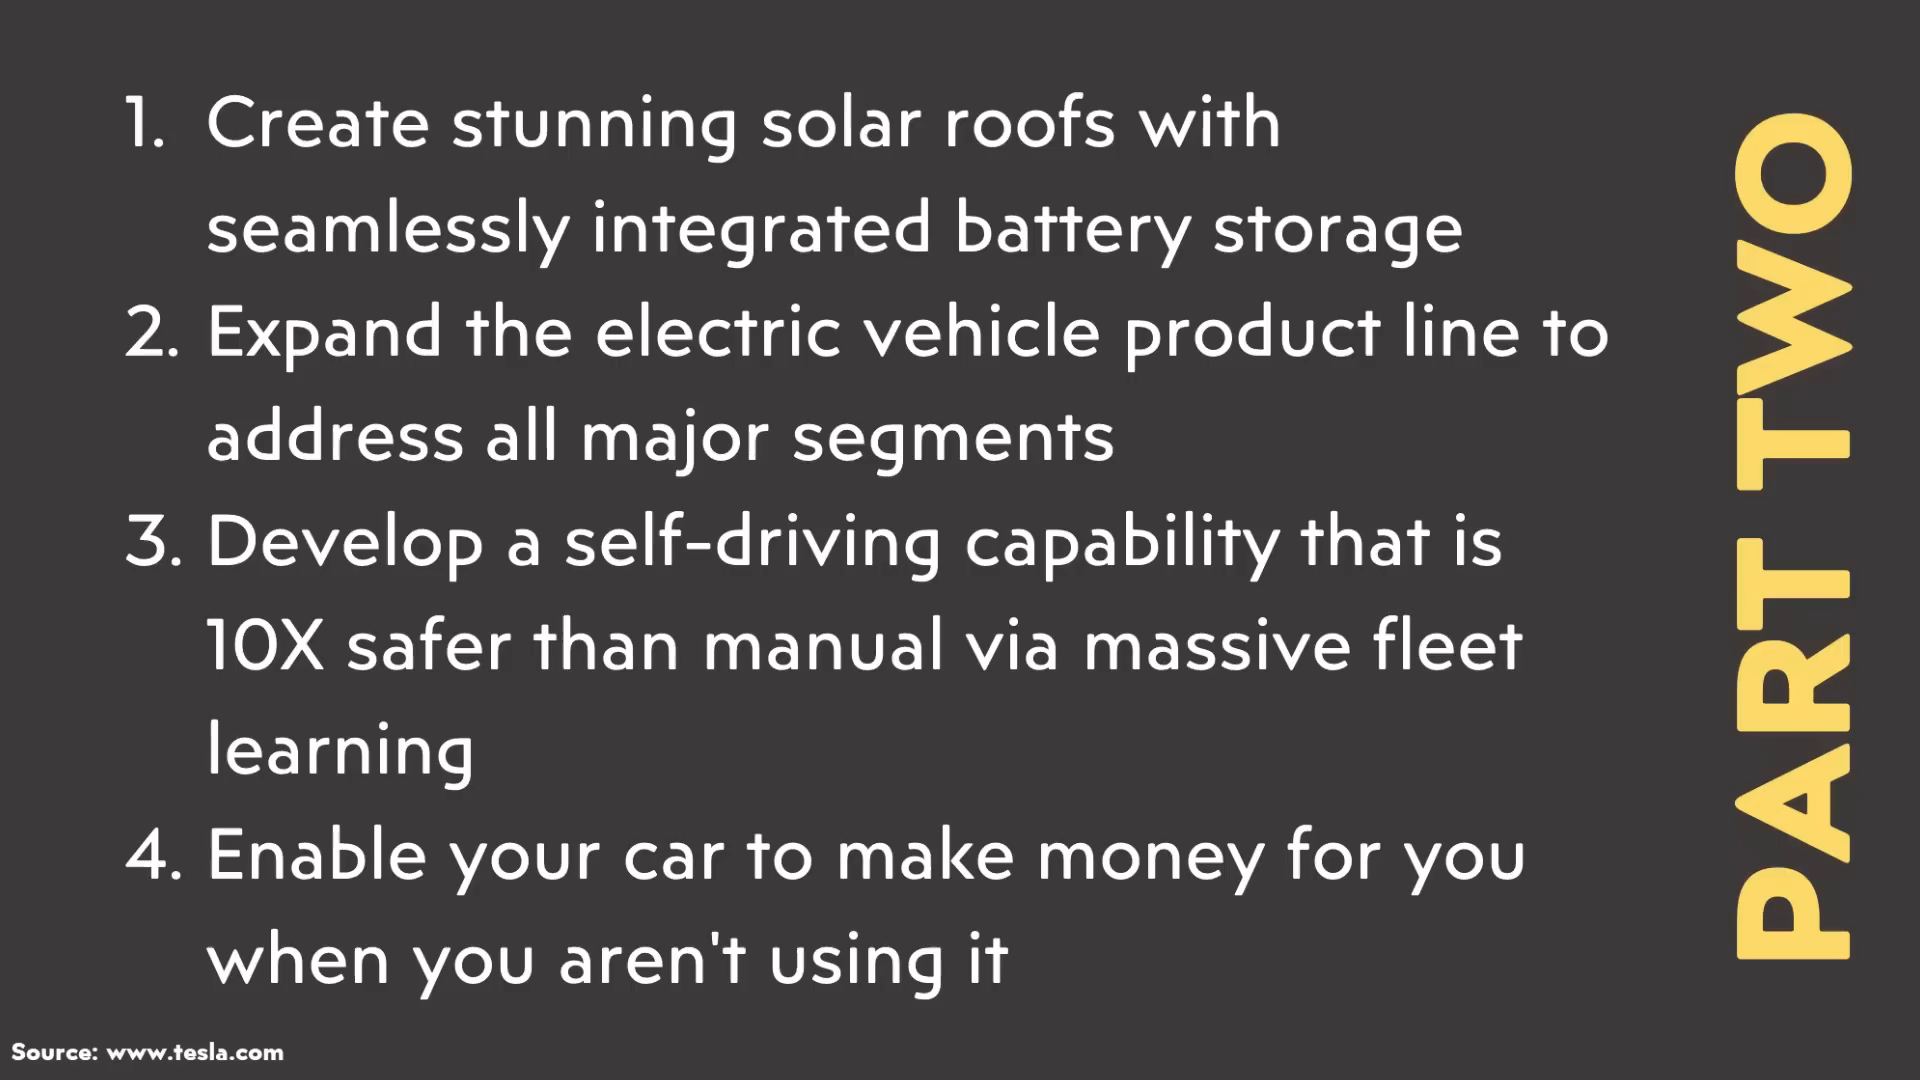 1. Create stunning solar roofs with
seamlessly integrated battery storage
2. Expand the electric vehicle product line to
address all major segments
3. Develop a self-driving capability that is
10X safer than manual via massive fleet
learning
4. Enable your car to make money for you
when you aren't using it
PART TWO
Source: www.tesla.com